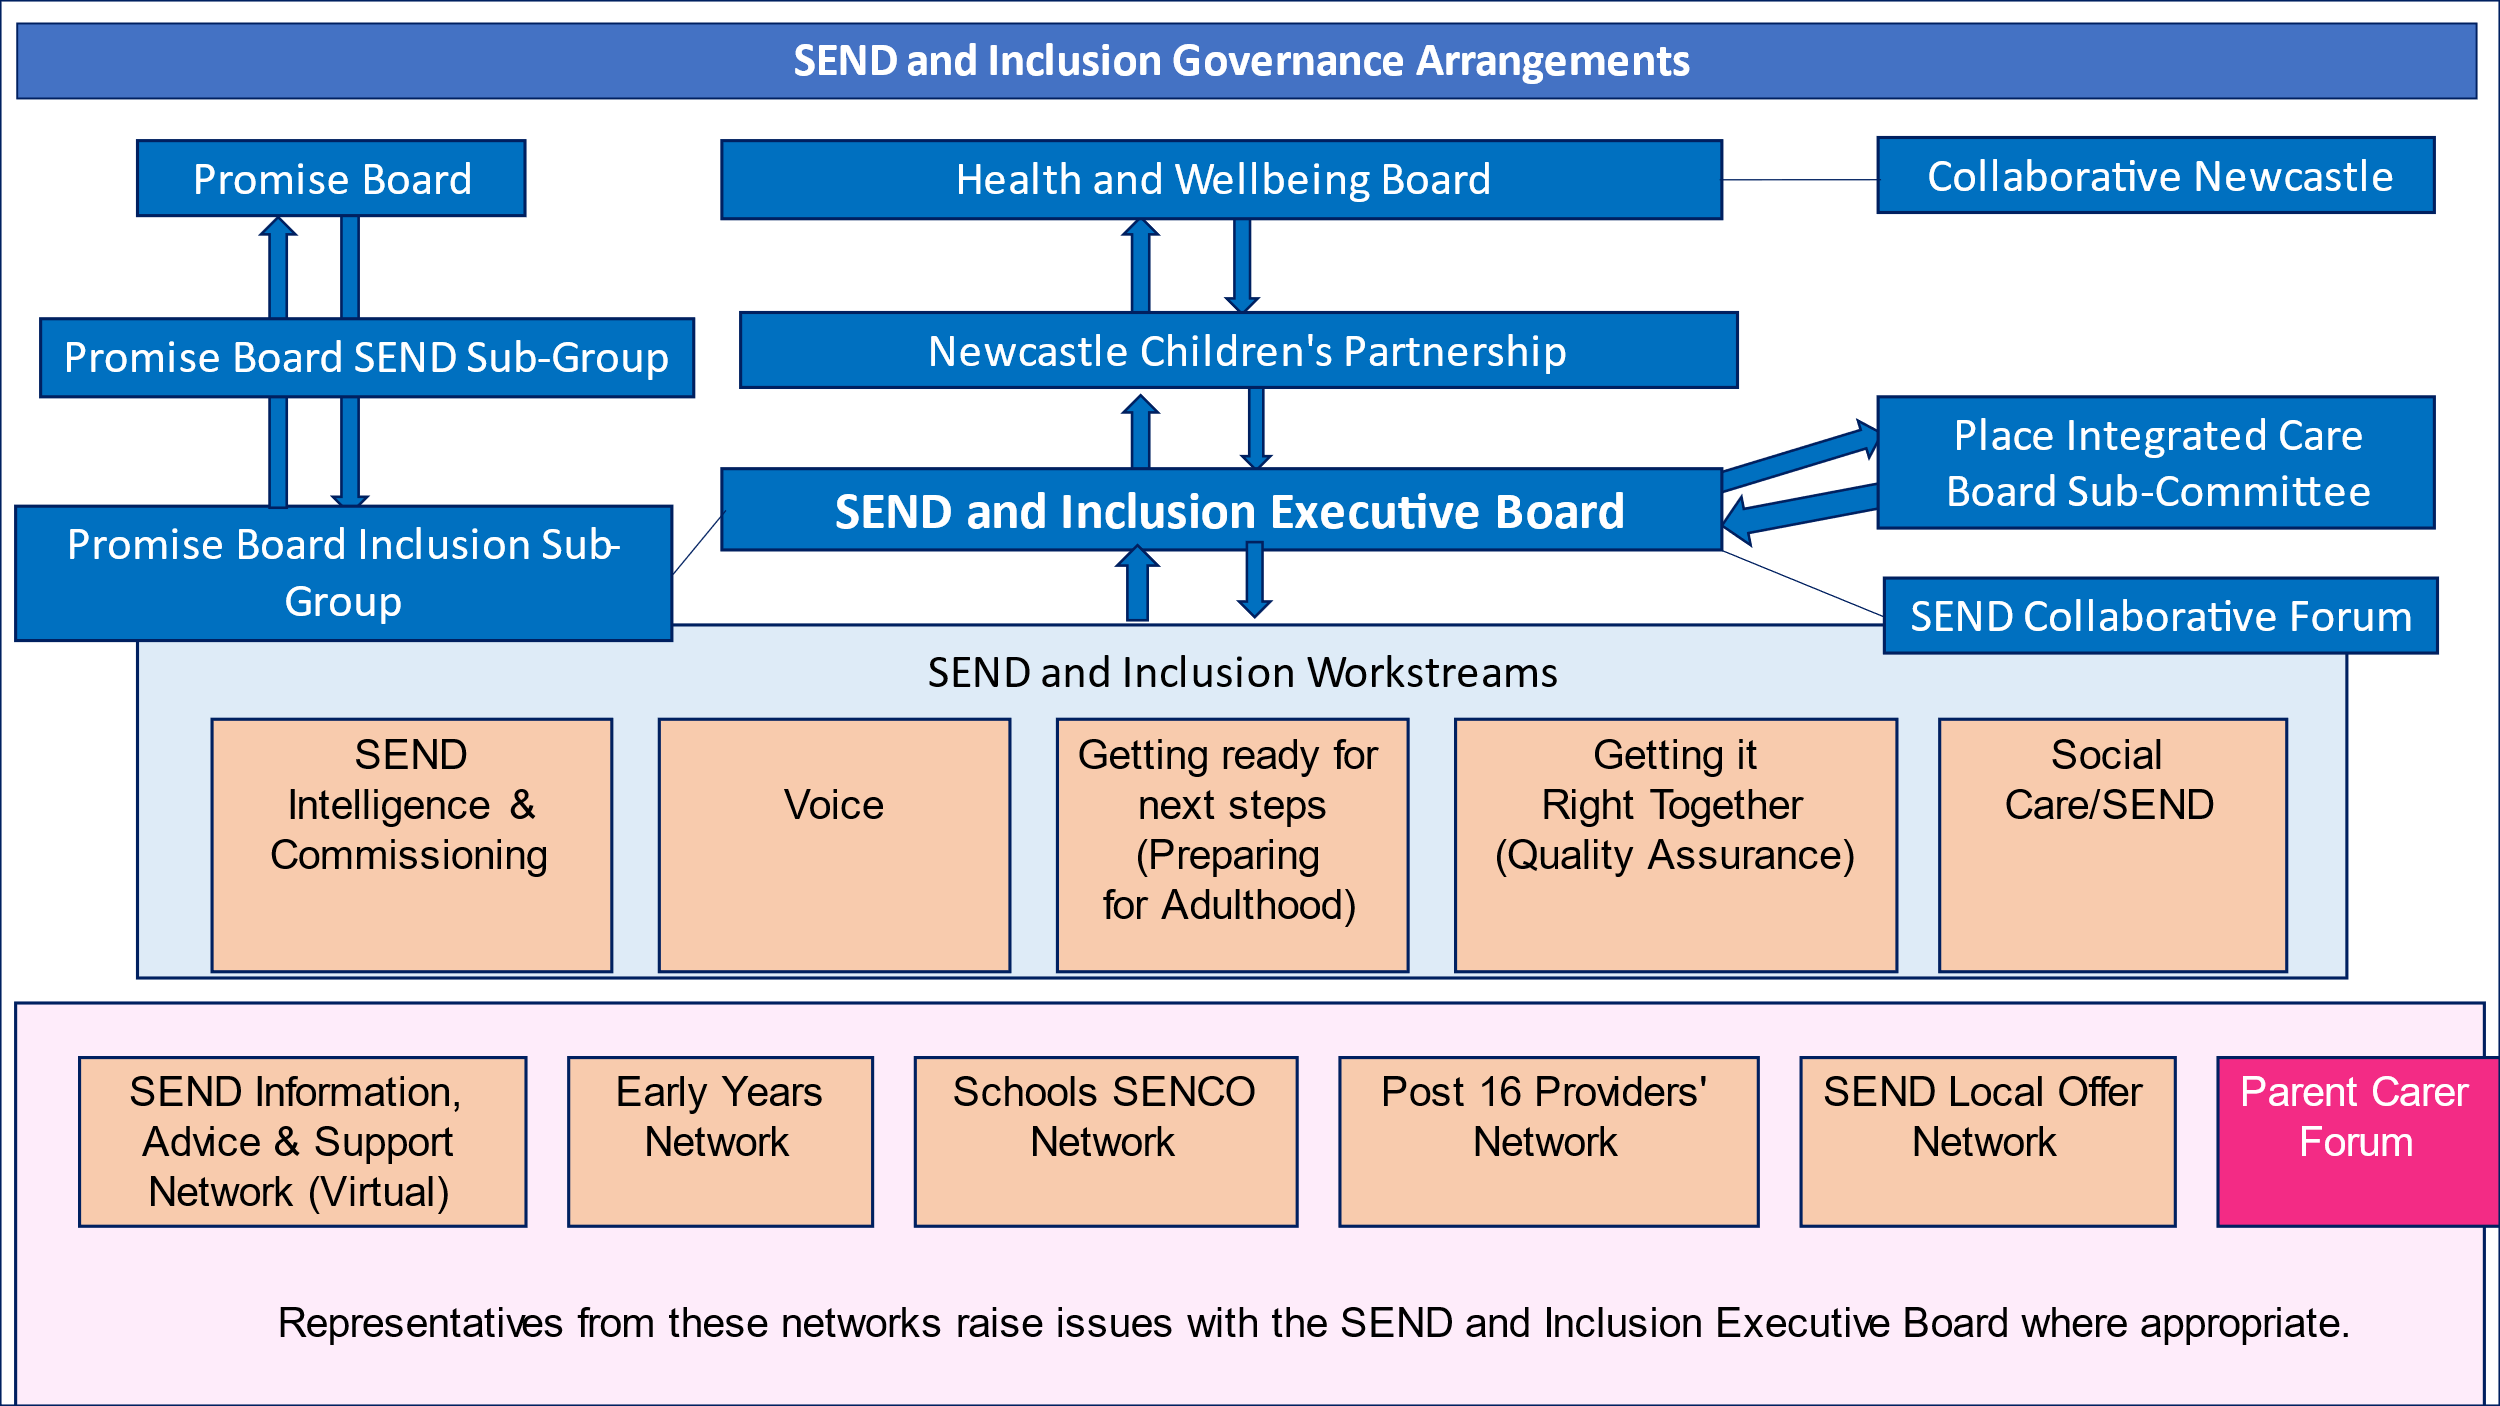 SEND and Inclusion Governance Arrangements
Promise Board
Health and Wellbeing Board
Collaborative Newcastle
Promise Board SEND Sub-Group
Newcastle Children's Partnership
Place Integrated Care
Board Sub-Committee
SEND and Inclusion Executive Board
Promise Board Inclusion Sub-
Group
SEND Collaborative Forum
SEND and Inclusion Workstreams
SEND
Intelligence &
Commissioning
Voice
Getting ready for
next steps
(Preparing
for Adulthood)
Getting it
Right Together
(Quality Assurance)
Social
Care/SEND
SEND Information,
Advice & Support
Network (Virtual)
Early Years
Network
Schools SENCO
Network
Post 16 Providers'
Network
SEND Local Offer
Network
Parent Carer
Forum
Representatives from these networks raise issues with the SEND and Inclusion Executive Board where appropriate.